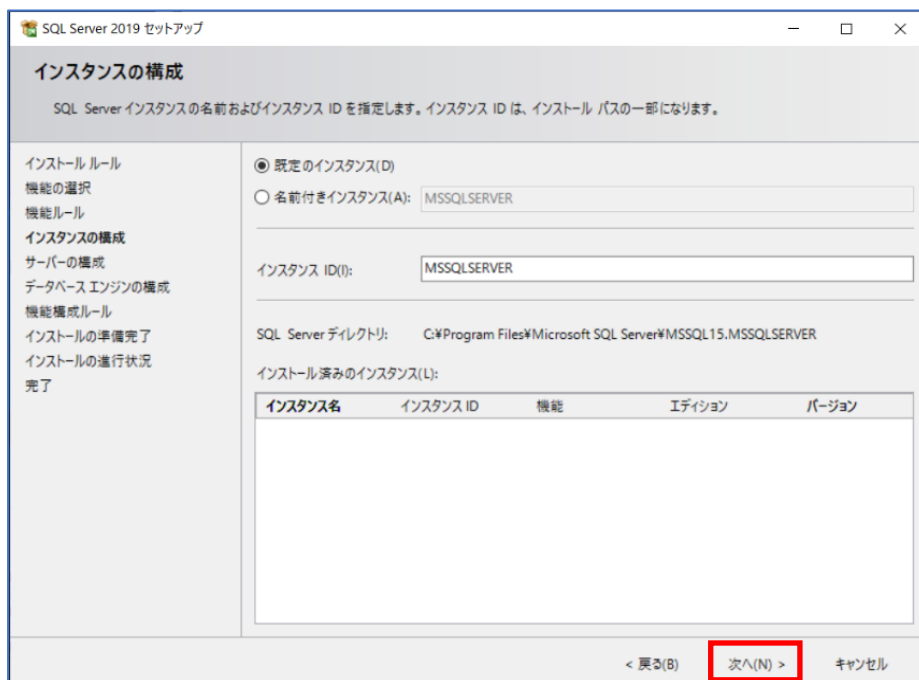 SQL Server 2019 セットアップ
インスタンスの構成
SQL Server インスタンスの名前およびインスタンス ID を指定します。インスタンス ID は、インストール パスの一部になります。
インストール ルール
機能の選択
機能ルール
インスタンスの構成
サーバーの構成
データベース エンジンの構成
機能構成ルール
インストールの準備完了
インストールの進行状況
完了
既定のインスタンス(D)
名前付きインスタンス(A): MSSQLSERVER
インスタンス ID(I): MSSQLSERVER
SQL Server ディレクトリ: C:¥Program Files¥Microsoft SQL Server¥MSSQL15.MSSQLSERVER
インストール済みのインスタンス(L):
インスタンス名 インスタンス ID 機能 エディション バージョン
< 戻る(B) 次へ(N) > キャンセル